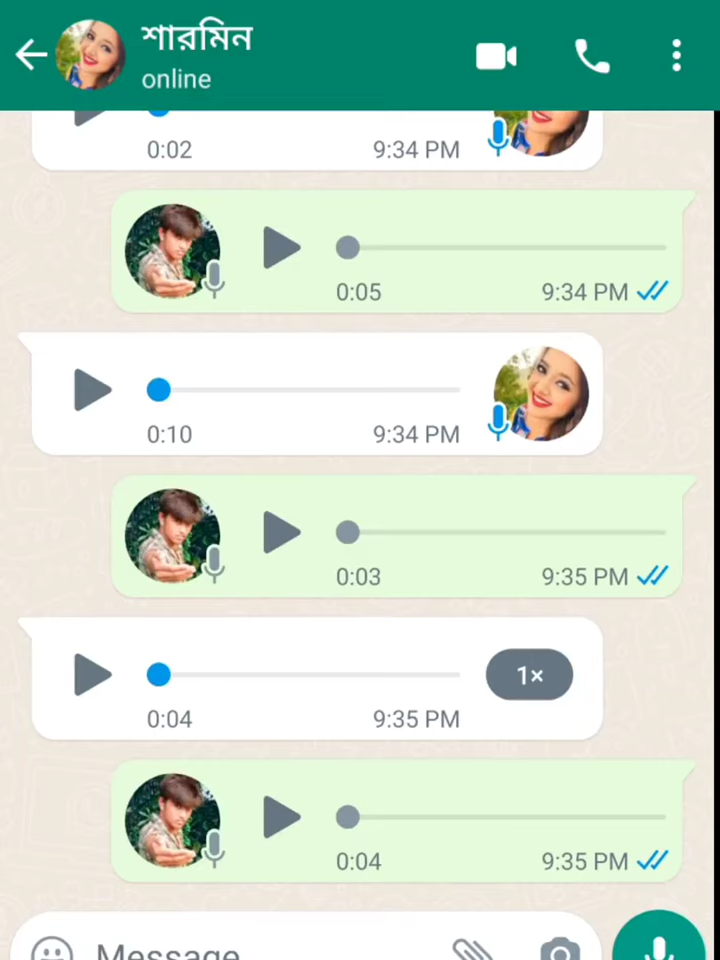 শারমিন
online
0:02 9:34 PM
0:05 9:34 PM
0:10 9:34 PM
0:03 9:35 PM
1×
0:04 9:35 PM
0:04 9:35 PM
Message